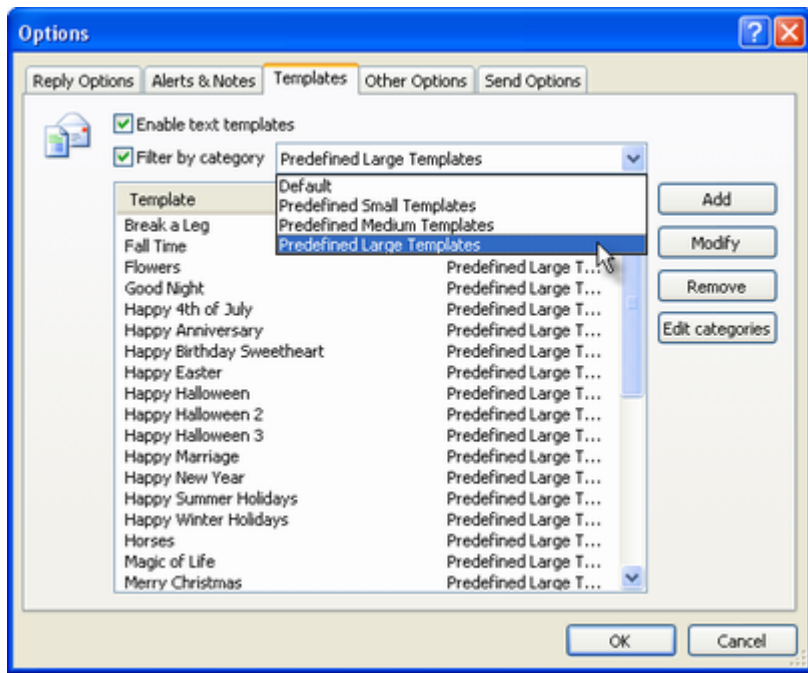 Options
Reply Options Alerts & Notes Templates Other Options Send Options
Enable text templates
Filter by category Predefined Large Templates
Default
Predefined Small Templates
Predefined Medium Templates
Predefined Large Templates
Template
Break a Leg
Fall Time
Flowers Predefined Large T...
Good Night Predefined Large T...
Happy 4th of July Predefined Large T...
Happy Anniversary Predefined Large T...
Happy Birthday Sweetheart Predefined Large T...
Happy Easter Predefined Large T...
Happy Halloween Predefined Large T...
Happy Halloween 2 Predefined Large T...
Happy Halloween 3 Predefined Large T...
Happy Marriage Predefined Large T...
Happy New Year Predefined Large T...
Happy Summer Holidays Predefined Large T...
Happy Winter Holidays Predefined Large T...
Horses Predefined Large T...
Magic of Life Predefined Large T...
Merry Christmas Predefined Large T...
Add
Modify
Remove
Edit categories
OK Cancel